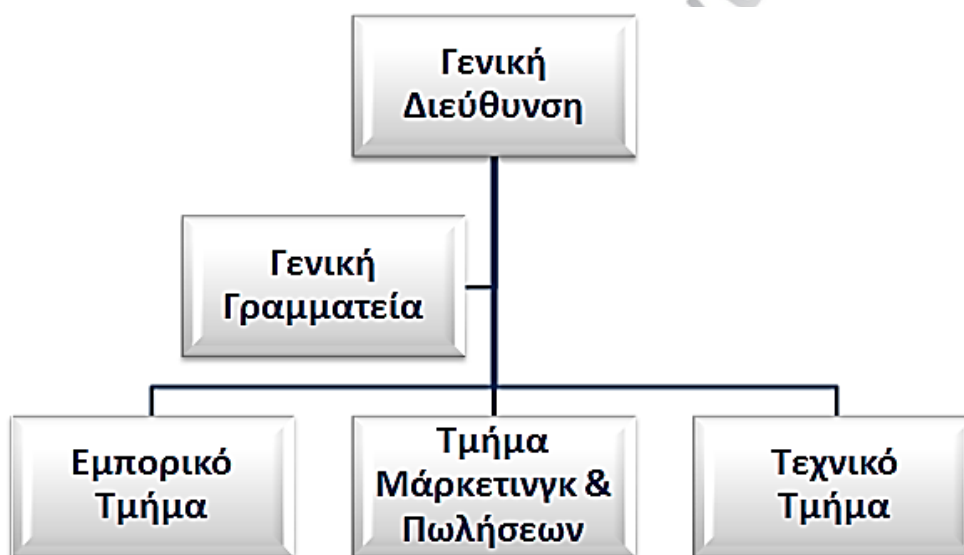 Γενική
Διεύθυνση
Γενική
Γραμματεία
Εμπορικό
Τμήμα
Τμήμα
Μάρκετινγκ &
Πωλήσεων
Τεχνικό
Τμήμα